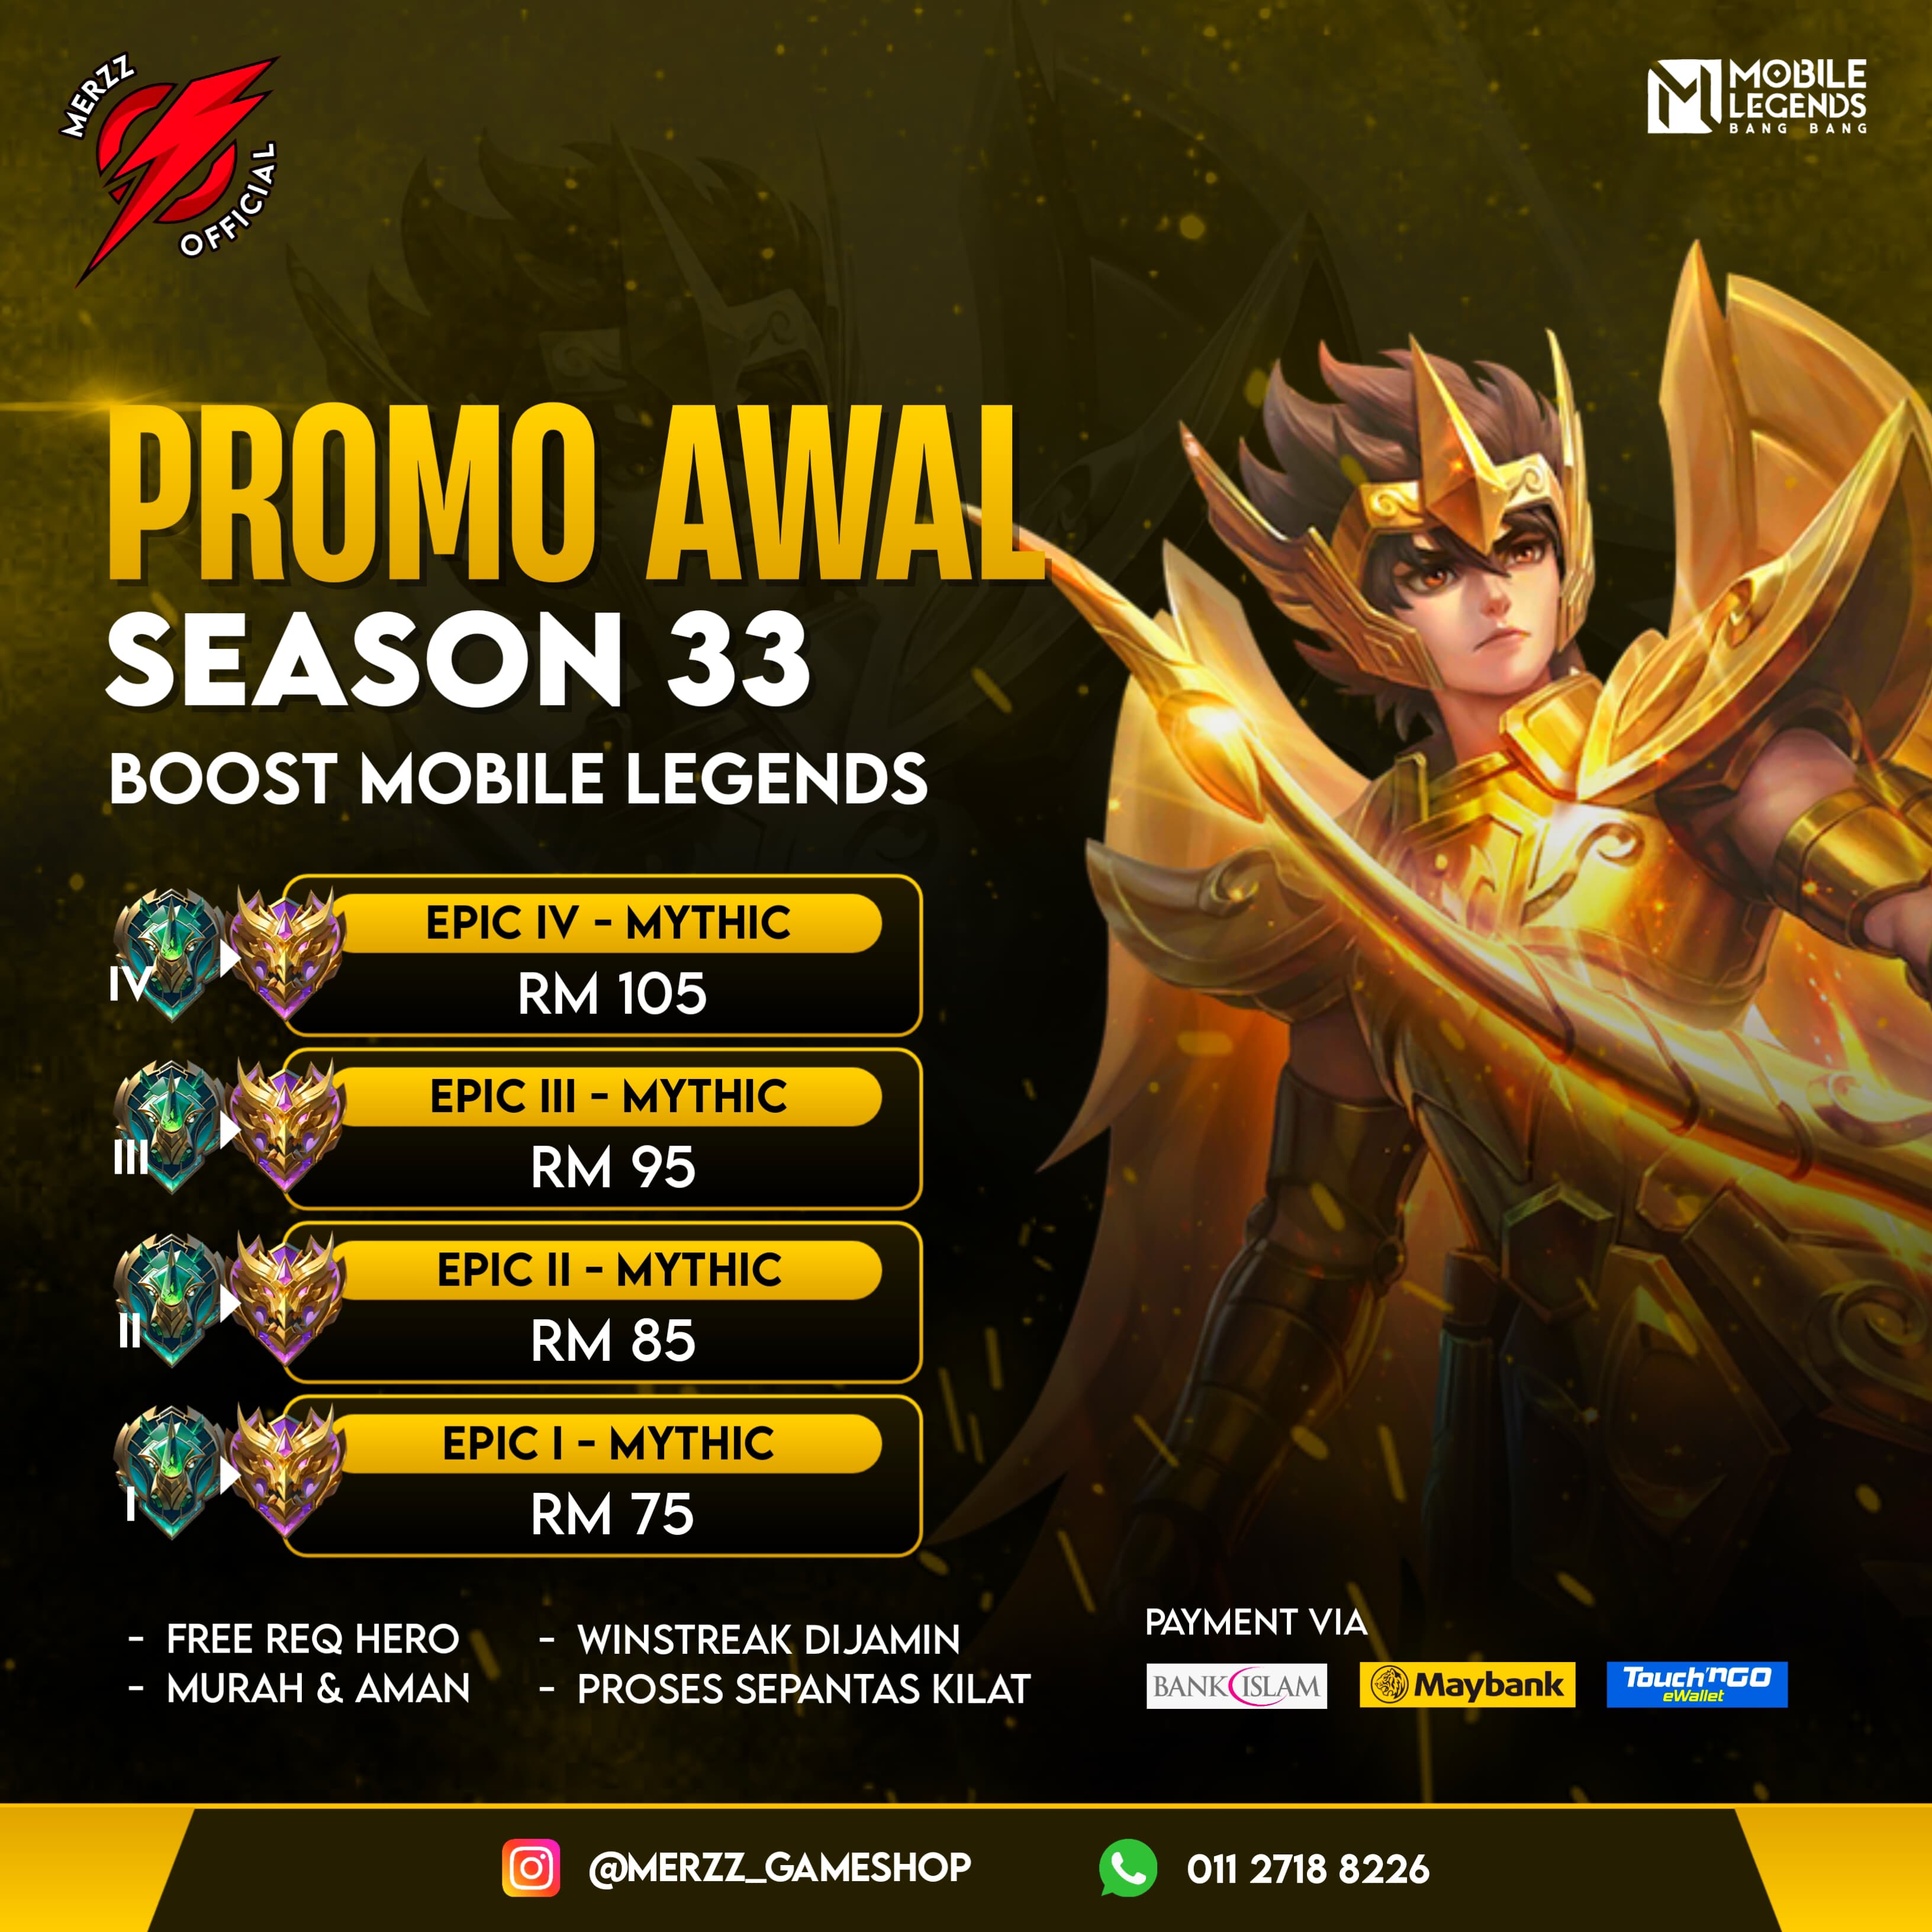 MERZZ
OFFICIAL
MOBILE
LEGENDS
BANG BANG
PROMO AWAL
SEASON 33
BOOST MOBILE LEGENDS
IV
EPIC IV - MYTHIC
RM 105
III
EPIC III - MYTHIC
RM 95
II
EPIC II - MYTHIC
RM 85
I
EPIC I - MYTHIC
RM 75
- FREE REQ HERO
- MURAH & AMAN
- WINSTREAK DIJAMIN
- PROSES SEPANTAS KILAT
PAYMENT VIA
BANK ISLAM
Maybank
Touch'nGO
eWallet
@MERZZ_GAMESHOP
011 2718 8226